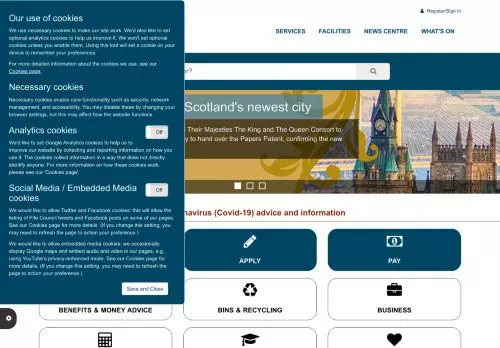 Register/Sign In
SERVICES
FACILITIES
NEWS CENTRE
WHAT'S ON
Our use of cookies
We use necessary cookies to make our site work. We'd also like to set
optional analytics cookies to help us improve it. We won't set optional
cookies unless you enable them. Using this tool will set a cookie on your
device to remember your preferences.
For more detailed information about the cookies we use, see our
Cookies page.
Necessary cookies
Necessary cookies enable core functionality such as security, network
management, and accessibility. You may disable these by changing your
browser settings, but this may affect how the website functions.
Analytics cookies
Off
We'd like to set Google Analytics cookies to help us to
improve our website by collecting and reporting information on how you
use it. The cookies collect information in a way that does not directly
identify anyone. For more information on how these cookies work,
please see our 'Cookies page'.
Social Media / Embedded Media
cookies
Off
We would like to allow Twitter and Facebook cookies; this will allow the
listing of Fife Council tweets and Facebook posts on some of our pages.
See our Cookies page for more details. (If you change this setting, you
may need to refresh the page to action your preference.)
We would like to allow embedded media cookies: we occasionally
display Google maps and embed audio and video in our pages, e.g.,
using YouTube's privacy-enhanced mode. See our Cookies page for
more details. (If you change this setting, you may need to refresh the
page to action your preference.)
Save and Close
Scotland's newest city
Their Majesties The King and The Queen Consort to
to hand over the Papers Patent, confirming the new
(Covid-19) advice and information
APPLY
PAY
BENEFITS & MONEY ADVICE
BINS & RECYCLING
BUSINESS